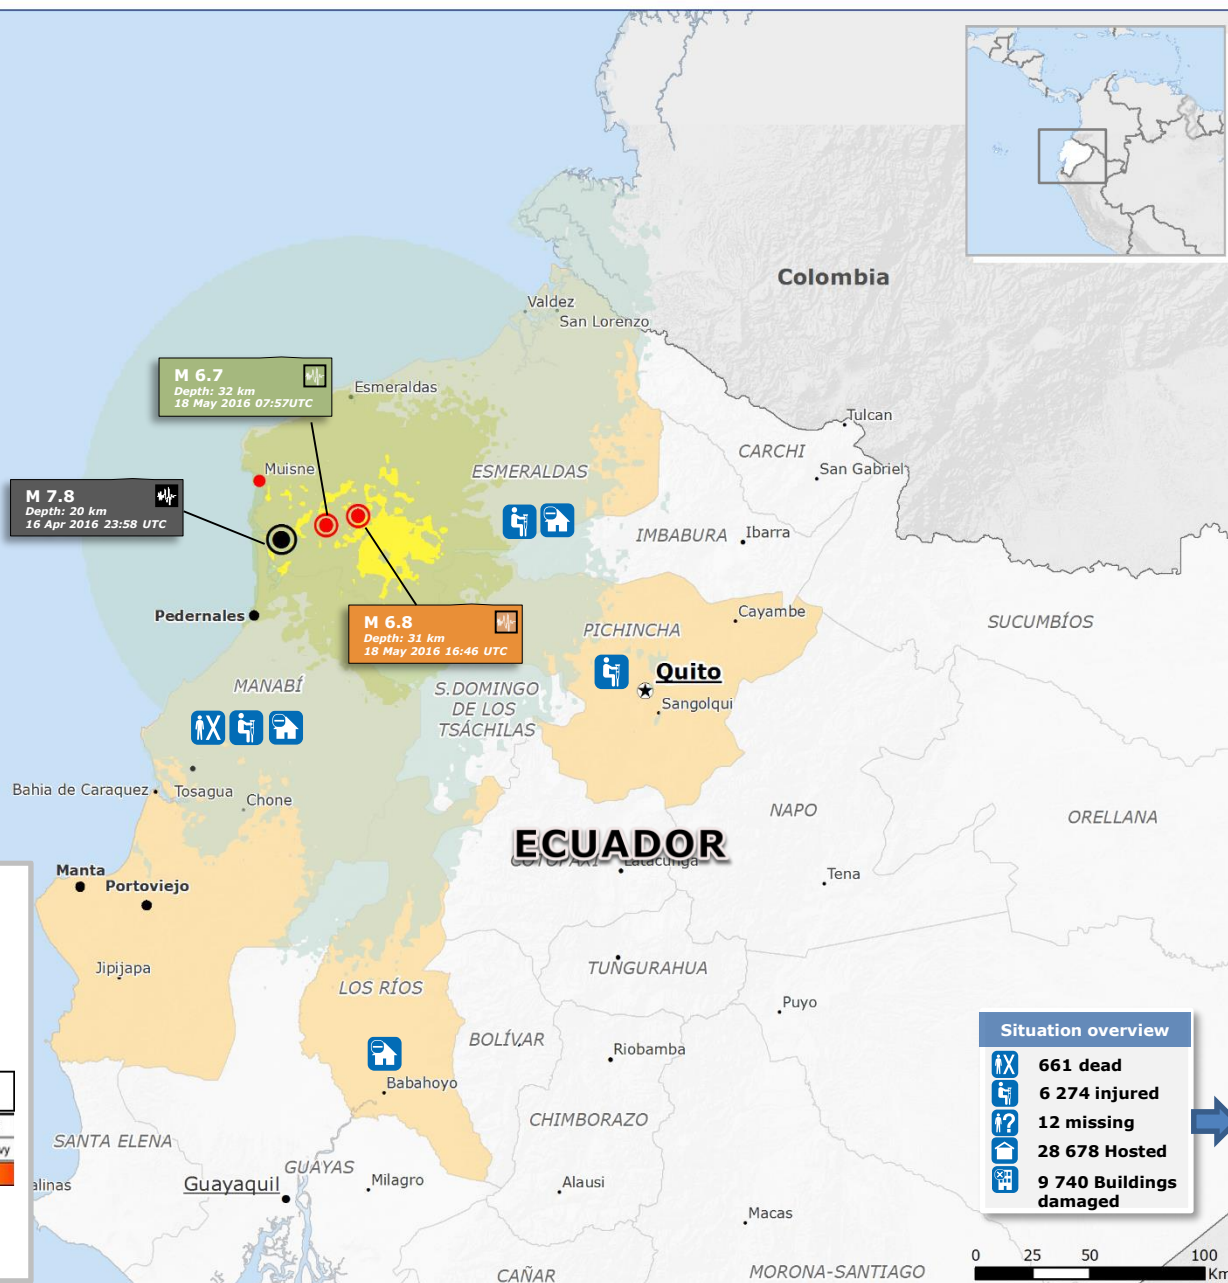 Colombia
Valdez
San Lorenzo
M 6.7
Depth: 32 km
18 May 2016 07:57UTC
Esmeraldas
Tulcan
CARCHI
San Gabriel
Muisne
ESMERALDAS
M 7.8
Depth: 20 km
16 Apr 2016 23:58 UTC
IMBABURA
Ibarra
Pedernales
M 6.8
Depth: 31 km
18 May 2016 16:46 UTC
Cayambe
PICHINCHA
SUCUMBÍOS
Quito
MANABÍ
S.DOMINGO
DE LOS
TSÁCHILAS
Sangolqui
Bahia de Caraquez
Tosagua
Chone
NAPO
ORELLANA
ECUADOR
COTOPAXI
Latacunga
Manta
Portoviejo
Tena
Jipijapa
TUNGURAHUA
LOS RÍOS
Puyo
BOLÍVAR
Riobamba
Babahoyo
CHIMBORAZO
SANTA ELENA
GUAYAS
alinas
Guayaquil
Milagro
Alausi
Macas
CAÑAR
MORONA-SANTIAGO
Situation overview
661 dead
6 274 injured
12 missing
28 678 Hosted
9 740 Buildings
damaged
0 25 50 100
Km